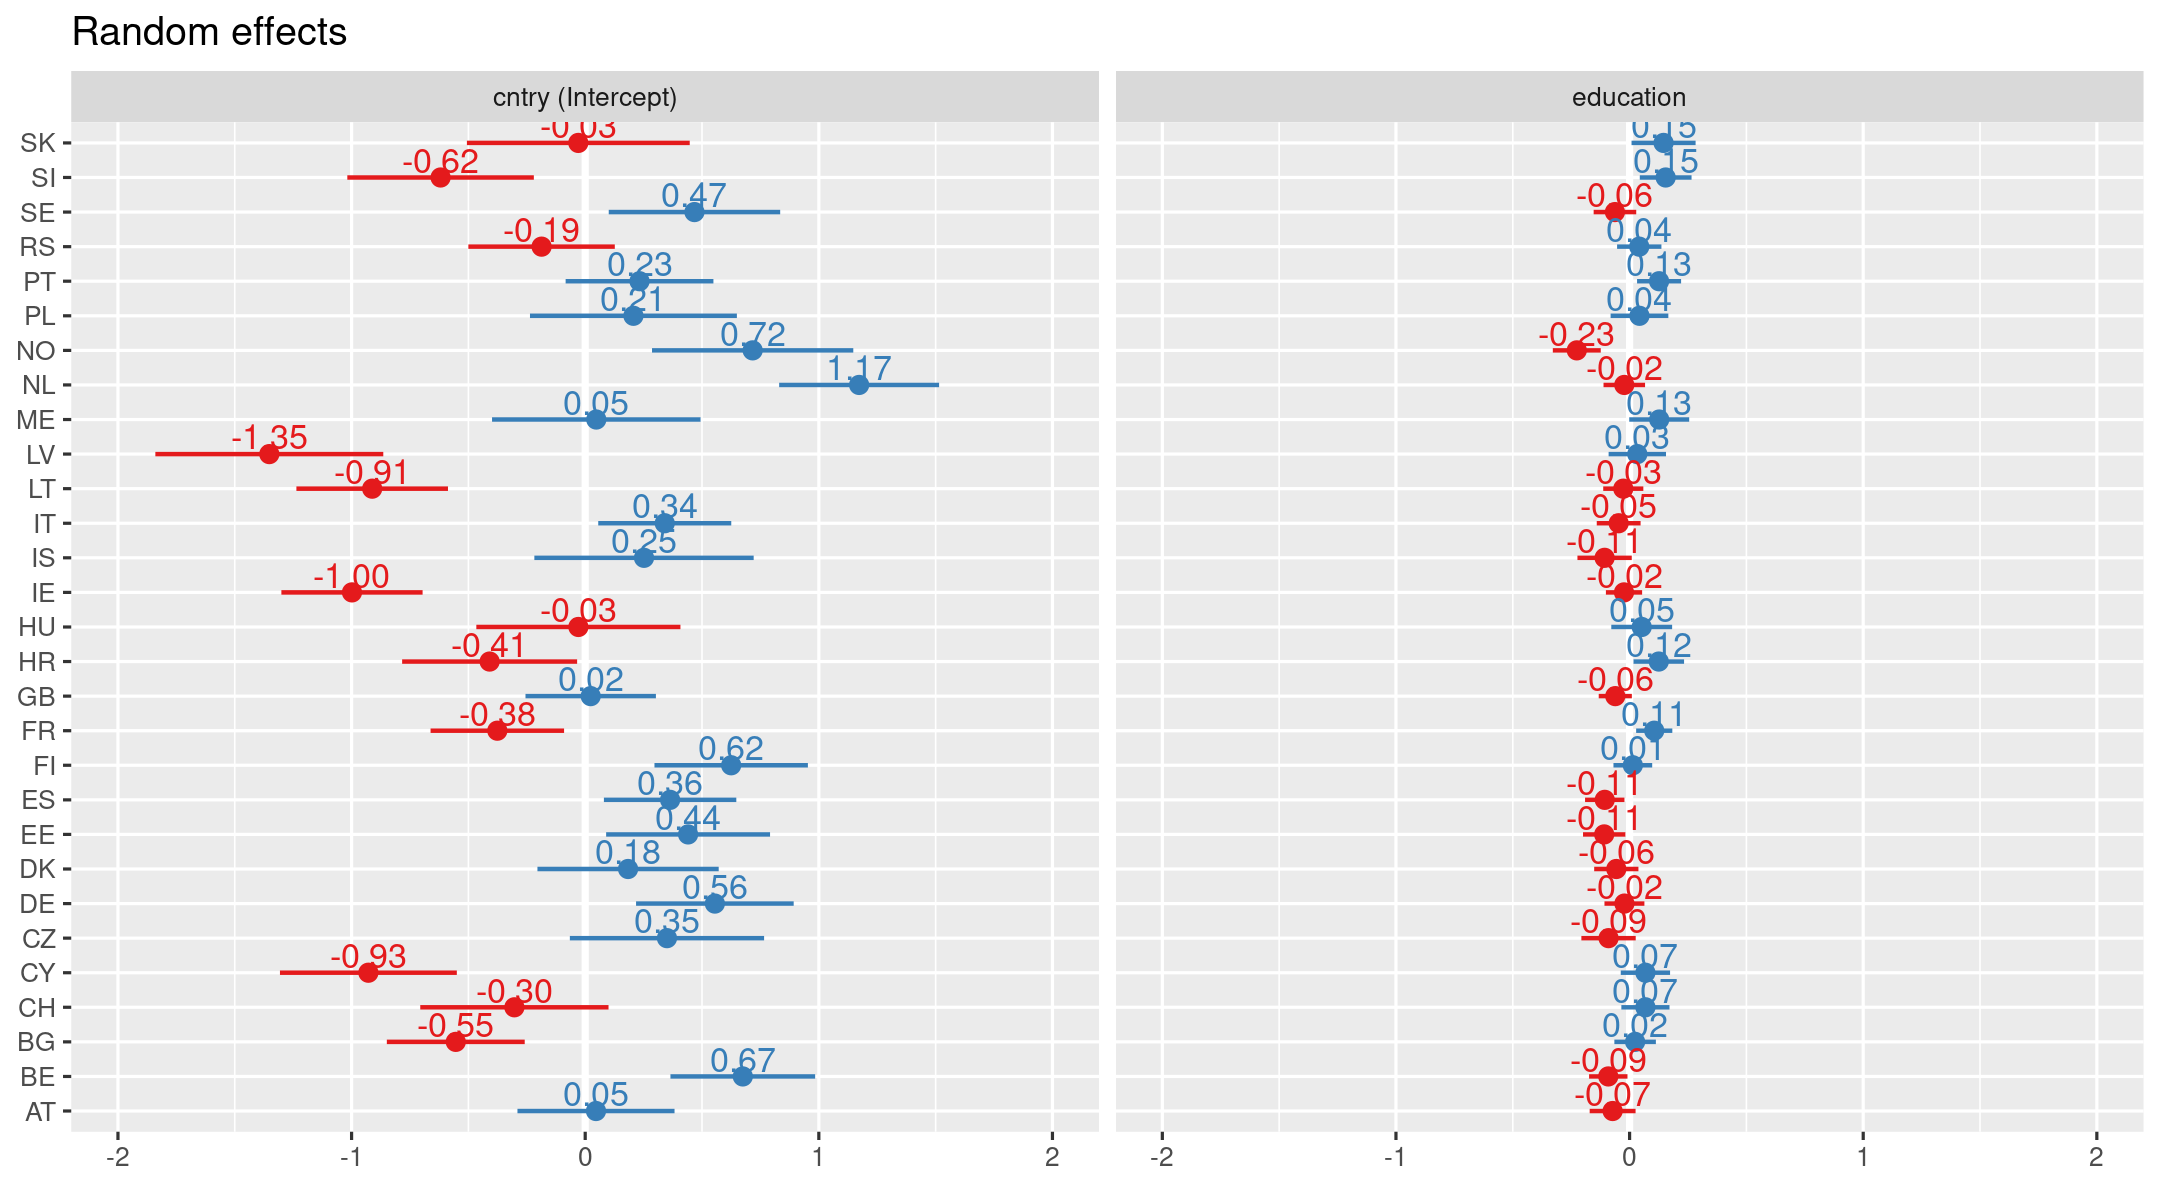 Random effects
cntry (Intercept) education
SK -0.03 0.15
SI -0.62 0.15
SE 0.47 -0.06
RS -0.19 0.04
PT 0.23 0.13
PL 0.21 0.04
NO 0.72 -0.23
NL 1.17 -0.02
ME 0.05 0.13
LV -1.35 0.03
LT -0.91 -0.03
IT 0.34 -0.05
IS 0.25 -0.11
IE -1.00 -0.02
HU -0.03 0.05
HR -0.41 0.12
GB 0.02 -0.06
FR -0.38 0.11
FI 0.62 0.01
ES 0.36 -0.11
EE 0.44 -0.11
DK 0.18 -0.06
DE 0.56 -0.02
CZ 0.35 -0.09
CY -0.93 0.07
CH -0.30 0.07
BG -0.55 0.02
BE 0.67 -0.09
AT 0.05 -0.07
-2 -1 0 1 2 -2 -1 0 1 2